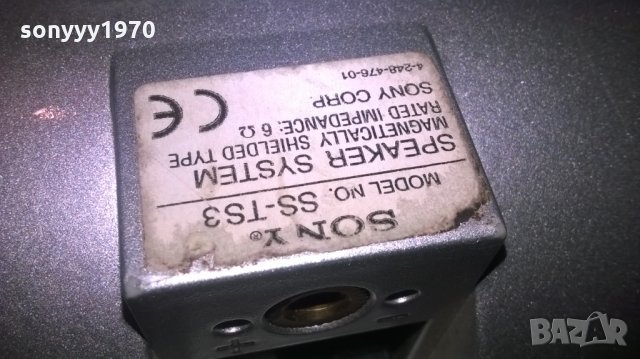 sonyyy1970
SONY®
MODEL NO. SS-TS3
SPEAKER SYSTEM
MAGNETICALLY SHIELDED TYPE
RATED IMPEDANCE: 6 Ω
SONY CORP.
CE
4-248-476-01
+ −
BAZAR